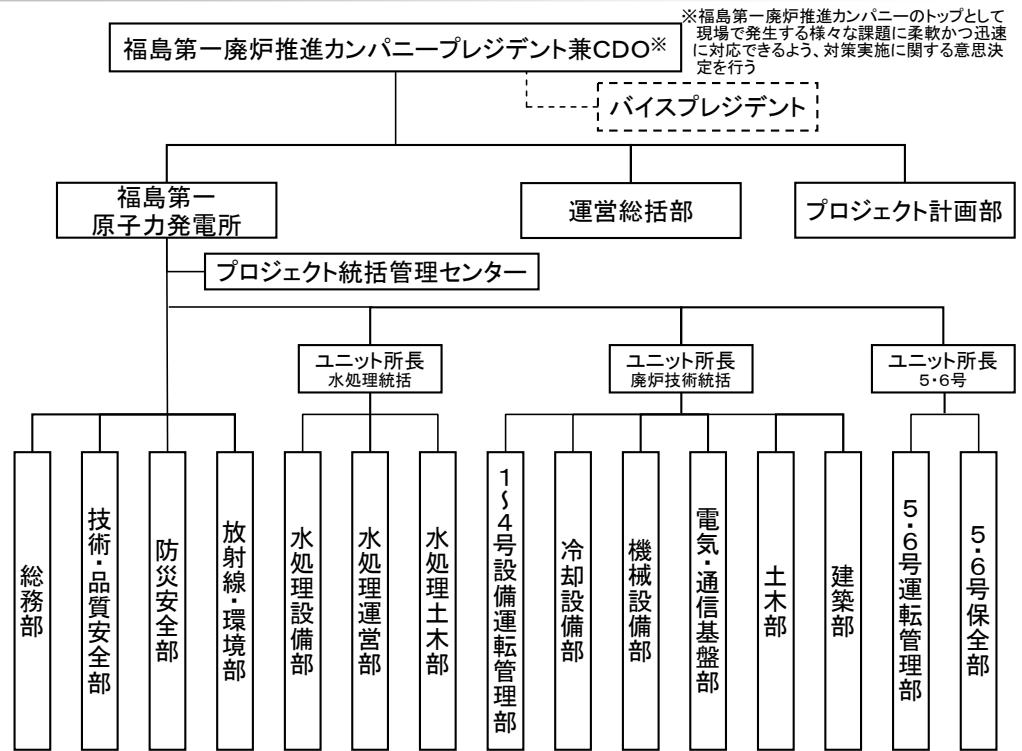 ※福島第一廃炉推進カンパニーのトップとして
現場で発生する様々な課題に柔軟かつ迅速
に対応できるよう、対策実施に関する意思決
定を行う
福島第一廃炉推進カンパニープレジデント兼CDO※
バイスプレジデント
福島第一
原子力発電所
運営総括部
プロジェクト計画部
プロジェクト統括管理センター
ユニット所長
水処理統括
ユニット所長
廃炉技術統括
ユニット所長
5・6号
総務部
技術・品質安全部
防災安全部
放射線・環境部
水処理設備部
水処理運営部
水処理土木部
1~4号設備運転管理部
冷却設備部
機械設備部
電気・通信基盤部
土木部
建築部
5・6号運転管理部
5・6号保全部